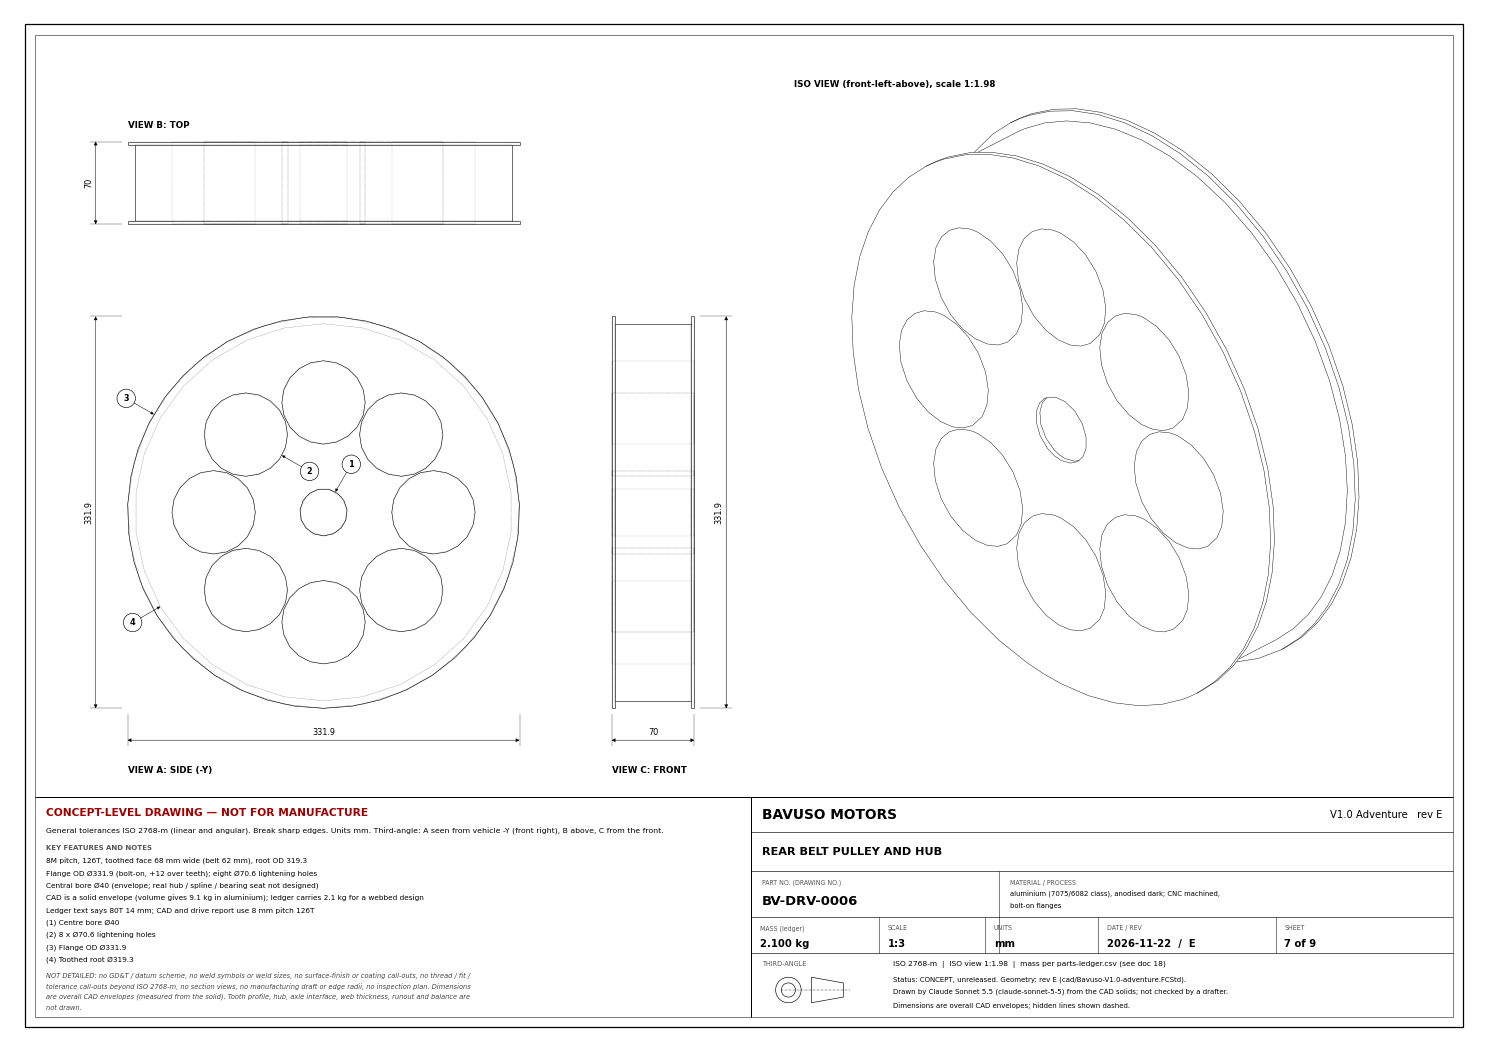 ISO VIEW (front-left-above), scale 1:1.98
VIEW B: TOP
70
3
2
1
4
331.9
331.9
331.9
70
VIEW A: SIDE (-Y)
VIEW C: FRONT
CONCEPT-LEVEL DRAWING — NOT FOR MANUFACTURE
General tolerances ISO 2768-m (linear and angular). Break sharp edges. Units mm. Third-angle: A seen from vehicle -Y (front right), B above, C from the front.
KEY FEATURES AND NOTES
8M pitch, 126T, toothed face 68 mm wide (belt 62 mm), root OD 319.3
Flange OD Ø331.9 (bolt-on, +12 over teeth); eight Ø70.6 lightening holes
Central bore Ø40 (envelope; real hub / spline / bearing seat not designed)
CAD is a solid envelope (volume gives 9.1 kg in aluminium); ledger carries 2.1 kg for a webbed design
Ledger text says 80T 14 mm; CAD and drive report use 8 mm pitch 126T
(1) Centre bore Ø40
(2) 8 x Ø70.6 lightening holes
(3) Flange OD Ø331.9
(4) Toothed root Ø319.3
NOT DETAILED: no GD&T / datum scheme, no weld symbols or weld sizes, no surface-finish or coating call-outs, no thread / fit /
tolerance call-outs beyond ISO 2768-m, no section views, no manufacturing draft or edge radii, no inspection plan. Dimensions
are overall CAD envelopes (measured from the solid). Tooth profile, hub, axle interface, web thickness, runout and balance are
not drawn.
BAVUSO MOTORS
V1.0 Adventure rev E
REAR BELT PULLEY AND HUB
PART NO. (DRAWING NO.)
BV-DRV-0006
MATERIAL / PROCESS
aluminium (7075/6082 class), anodised dark; CNC machined,
bolt-on flanges
MASS (ledger)
2.100 kg
SCALE
1:3
UNITS
mm
DATE / REV
2026-11-22 / E
SHEET
7 of 9
THIRD-ANGLE
ISO 2768-m | ISO view 1:1.98 | mass per parts-ledger.csv (see doc 18)
Status: CONCEPT, unreleased. Geometry: rev E (cad/Bavuso-V1.0-adventure.FCStd).
Drawn by Claude Sonnet 5.5 (claude-sonnet-5-5) from the CAD solids; not checked by a drafter.
Dimensions are overall CAD envelopes; hidden lines shown dashed.